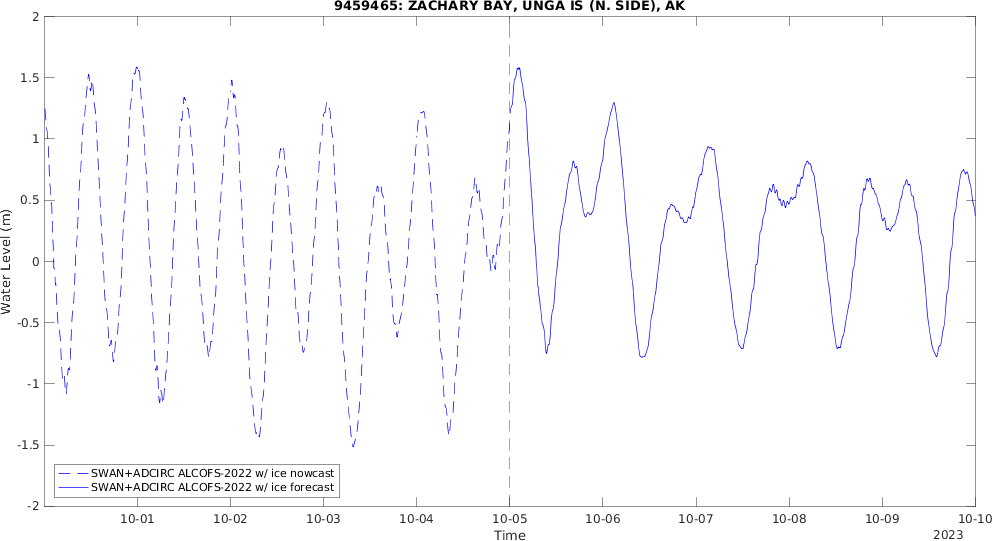 9459465: ZACHARY BAY, UNGA IS (N. SIDE), AK
2
1.5
1
0.5
0
-0.5
-1
-1.5
-2
Water Level (m)
SWAN+ADCIRC ALCOFS-2022 w/ ice nowcast
SWAN+ADCIRC ALCOFS-2022 w/ ice forecast
10-01 10-02 10-03 10-04 10-05 10-06 10-07 10-08 10-09 10-10
Time
2023